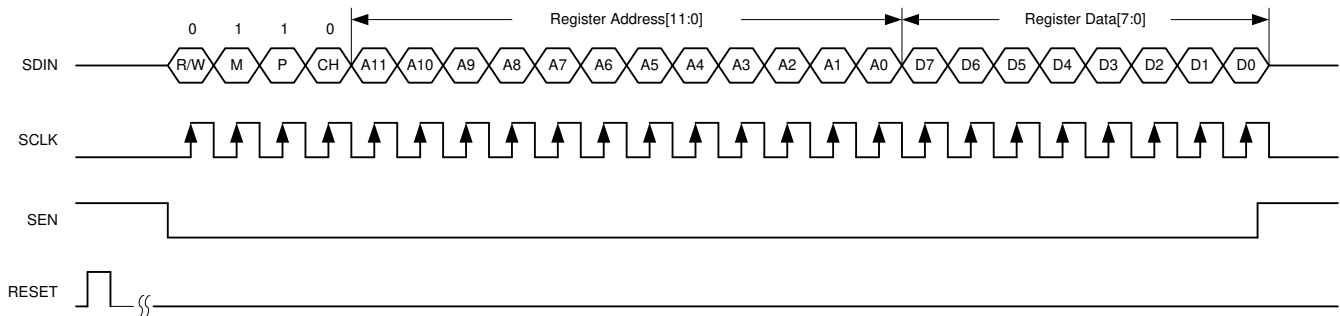 0 1 1 0 Register Address[11:0] Register Data[7:0]
SDIN R/W M P CH A11 A10 A9 A8 A7 A6 A5 A4 A3 A2 A1 A0 D7 D6 D5 D4 D3 D2 D1 D0
SCLK
SEN
RESET